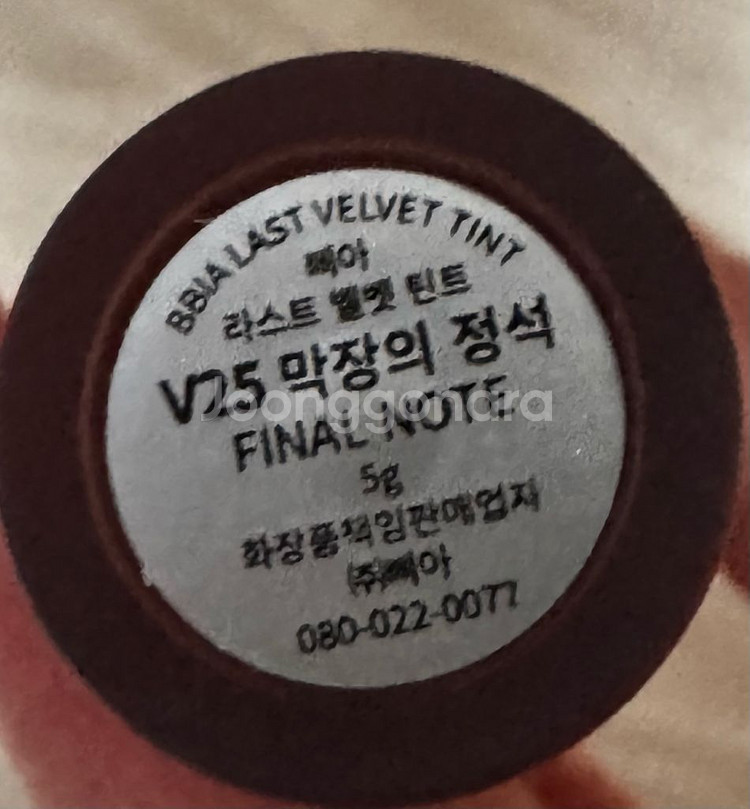 BBIA LAST VELVET TINT
삐아
라스트 벨벳 틴트
V25 막장의 정석
FINAL NOTE
5g
화장품책임판매업자
(주)삐아
080-022-0077
Joonggonara